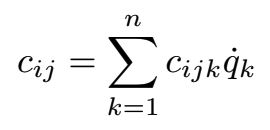 c_{ij} = \sum_{k=1}^{n} c_{ijk} \dot{q}_k